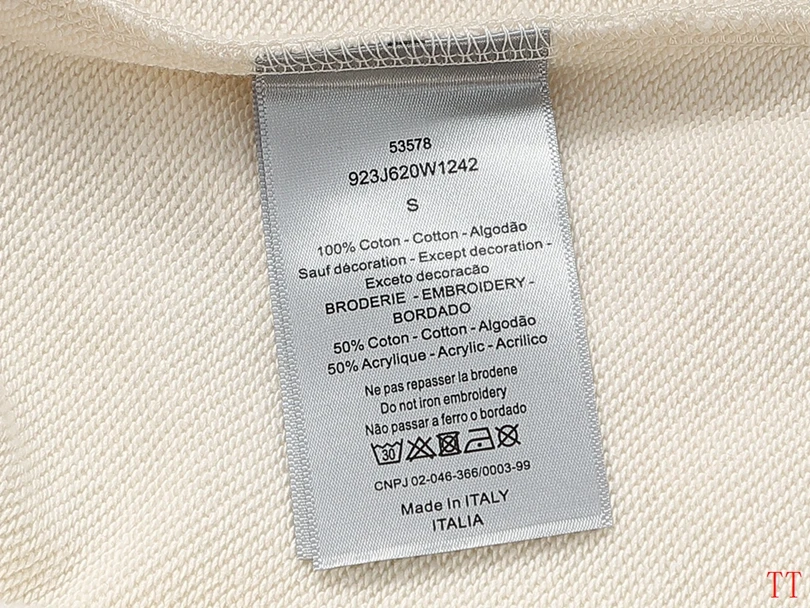 53578
923J620W1242
S
100% Coton - Cotton - Algodão
Sauf décoration - Except decoration -
Exceto decoracão
BRODERIE - EMBROIDERY -
BORDADO
50% Coton - Cotton - Algodão
50% Acrylique - Acrylic - Acrilico
Ne pas repasser la brodene
Do not iron embroidery
Não passar a ferro o bordado
30
CNPJ 02-046-366/0003-99
Made In ITALY
ITALIA
TT